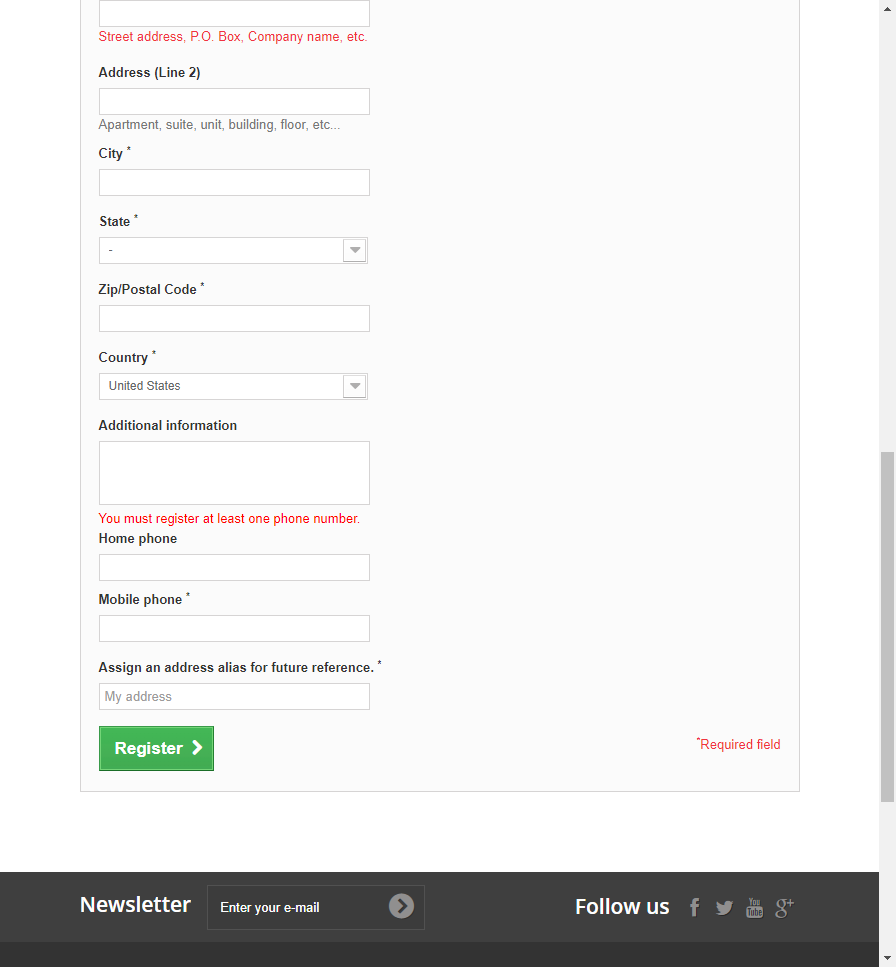 Street address, P.O. Box, Company name, etc.
Address (Line 2)
Apartment, suite, unit, building, floor, etc...
City *
State *
-
Zip/Postal Code *
Country *
United States
Additional information
You must register at least one phone number.
Home phone
Mobile phone *
Assign an address alias for future reference. *
My address
Register
*Required field
Newsletter
Enter your e-mail
Follow us
f
You
Tube
g+